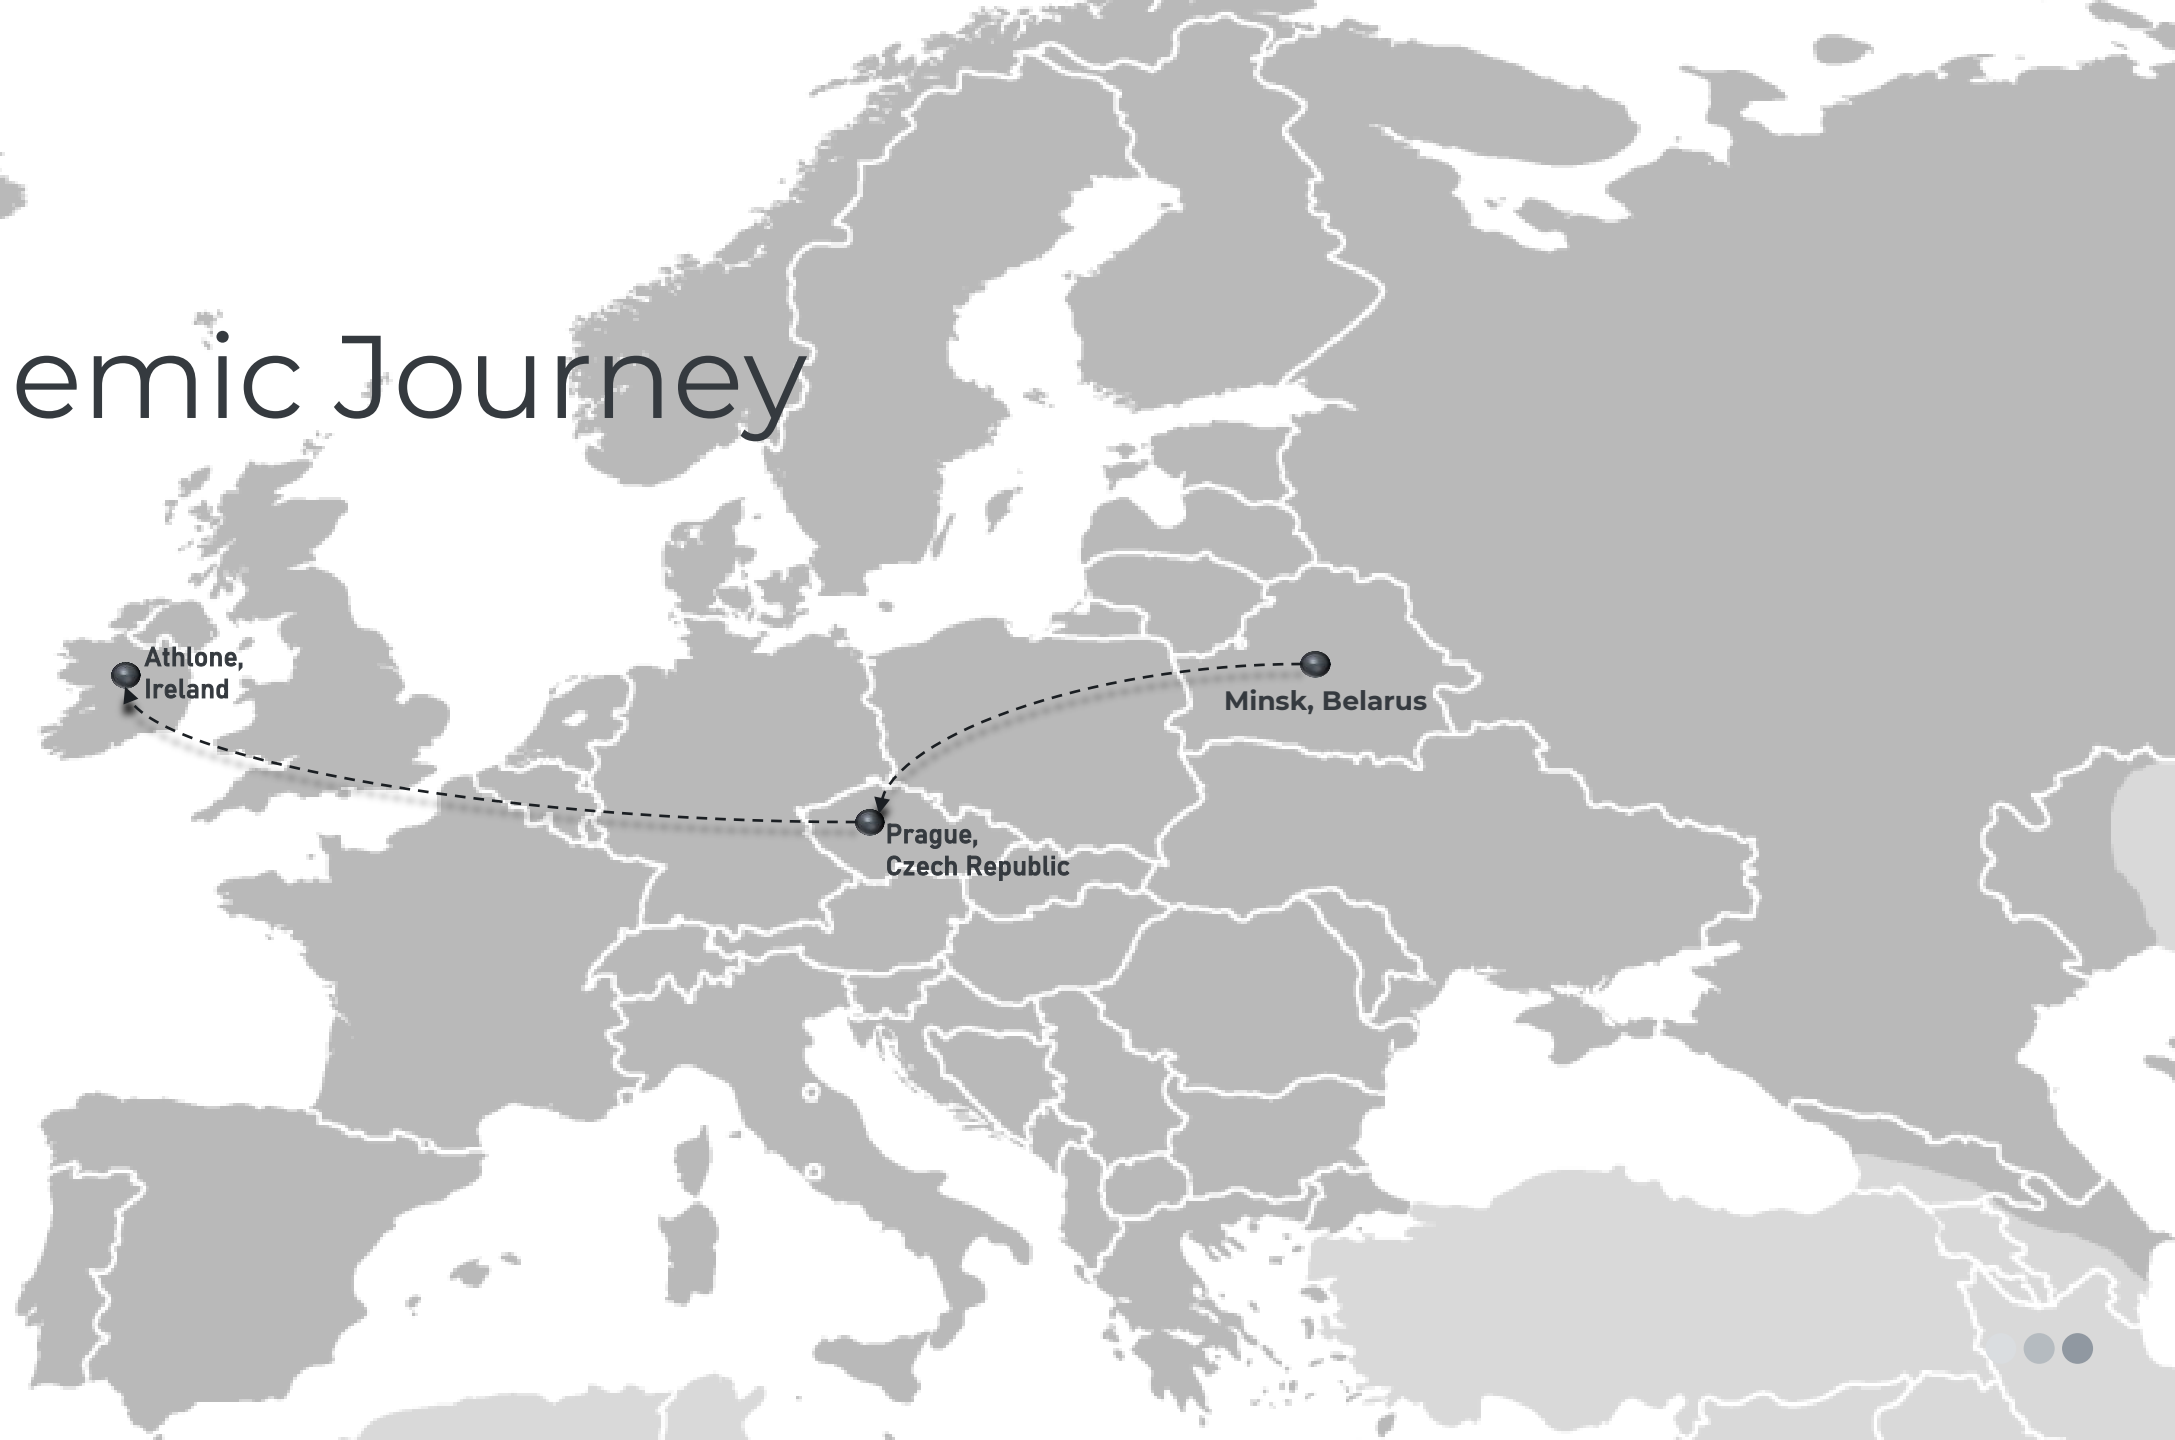 emic Journey
Athlone,
Ireland
Minsk, Belarus
Prague,
Czech Republic